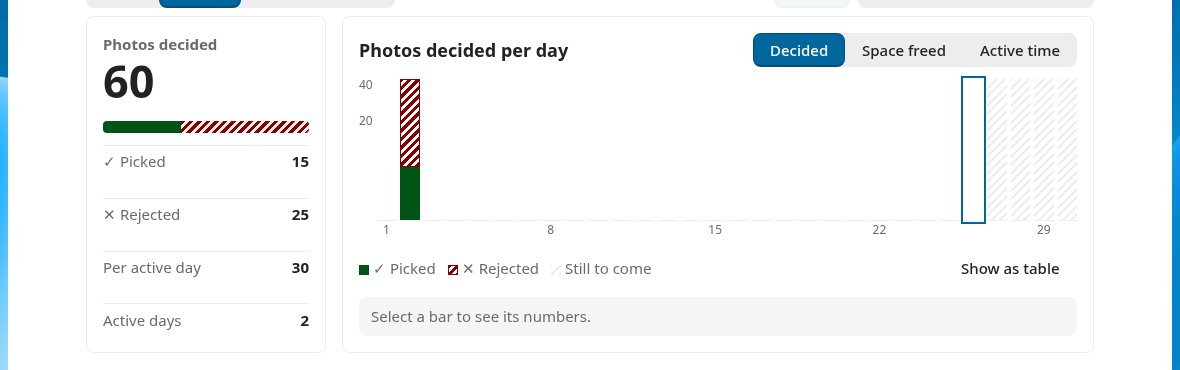 Photos decided
60
✓ Picked 15
✕ Rejected 25
Per active day 30
Active days 2
Photos decided per day
Decided Space freed Active time
40
20
1 8 15 22 29
✓ Picked ✕ Rejected Still to come
Show as table
Select a bar to see its numbers.